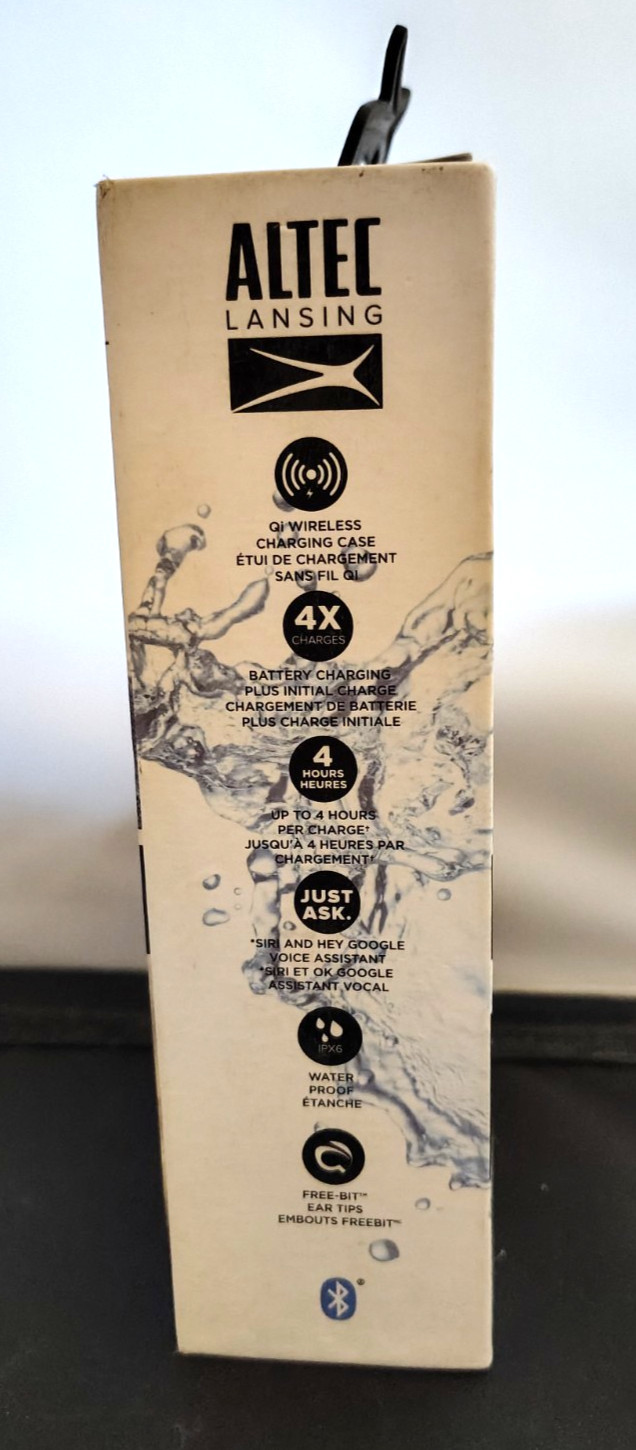 ALTEC
LANSING
Qi WIRELESS
CHARGING CASE
ÉTUI DE CHARGEMENT
SANS FIL QI
4X
CHARGES
BATTERY CHARGING
PLUS INITIAL CHARGE
CHARGEMENT DE BATTERIE
PLUS CHARGE INITIALE
4
HOURS
HEURES
UP TO 4 HOURS
PER CHARGE†
JUSQU'À 4 HEURES PAR
CHARGEMENT†
JUST
ASK.
*SIRI AND HEY GOOGLE
VOICE ASSISTANT
*SIRI ET OK GOOGLE
ASSISTANT VOCAL
IPX6
WATER
PROOF
ÉTANCHE
FREE-BIT™
EAR TIPS
EMBOUTS FREEBIT™
®